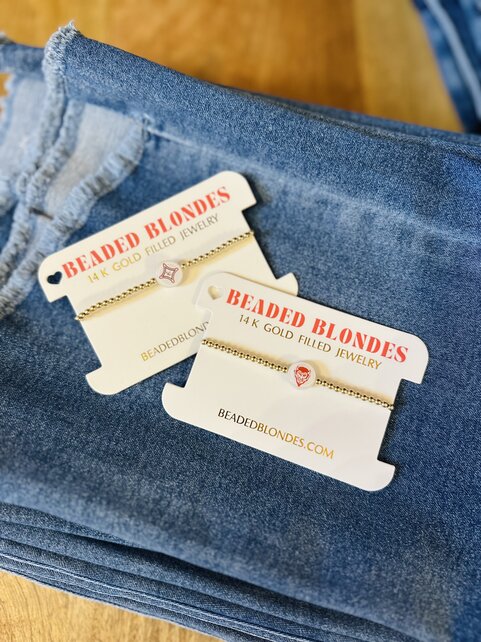 BEADED BLONDES
14 K GOLD FILLED JEWELRY
BEADEDBLONDES
BEADED BLONDES
14 K GOLD FILLED JEWELRY
BEADEDBLONDES.COM